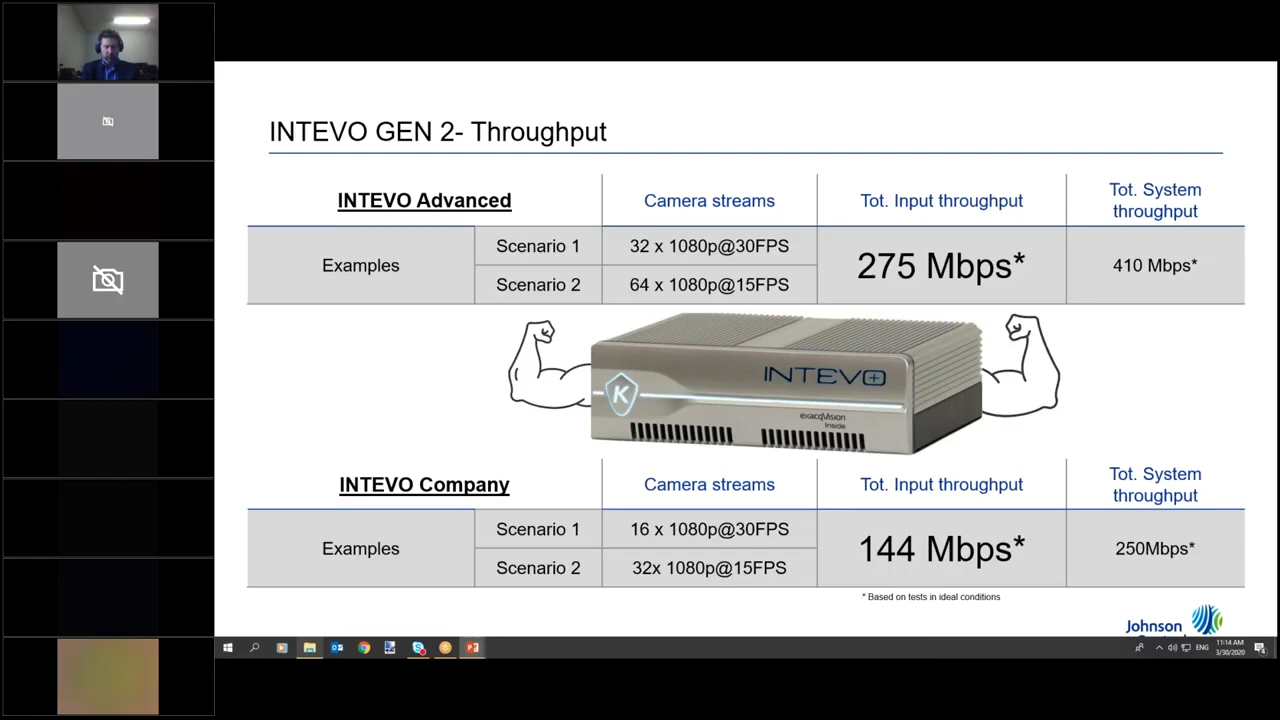 INTEVO GEN 2- Throughput
INTEVO Advanced
Camera streams
Tot. Input throughput
Tot. System
throughput
Examples
Scenario 1
32 x 1080p@30FPS
275 Mbps*
410 Mbps*
Scenario 2
64 x 1080p@15FPS
INTEVO
K
exacqVision
Inside
INTEVO Company
Camera streams
Tot. Input throughput
Tot. System
throughput
Examples
Scenario 1
16 x 1080p@30FPS
144 Mbps*
250Mbps*
Scenario 2
32x 1080p@15FPS
* Based on tests in ideal conditions
Johnson
ENG
11:14 AM
3/30/2020